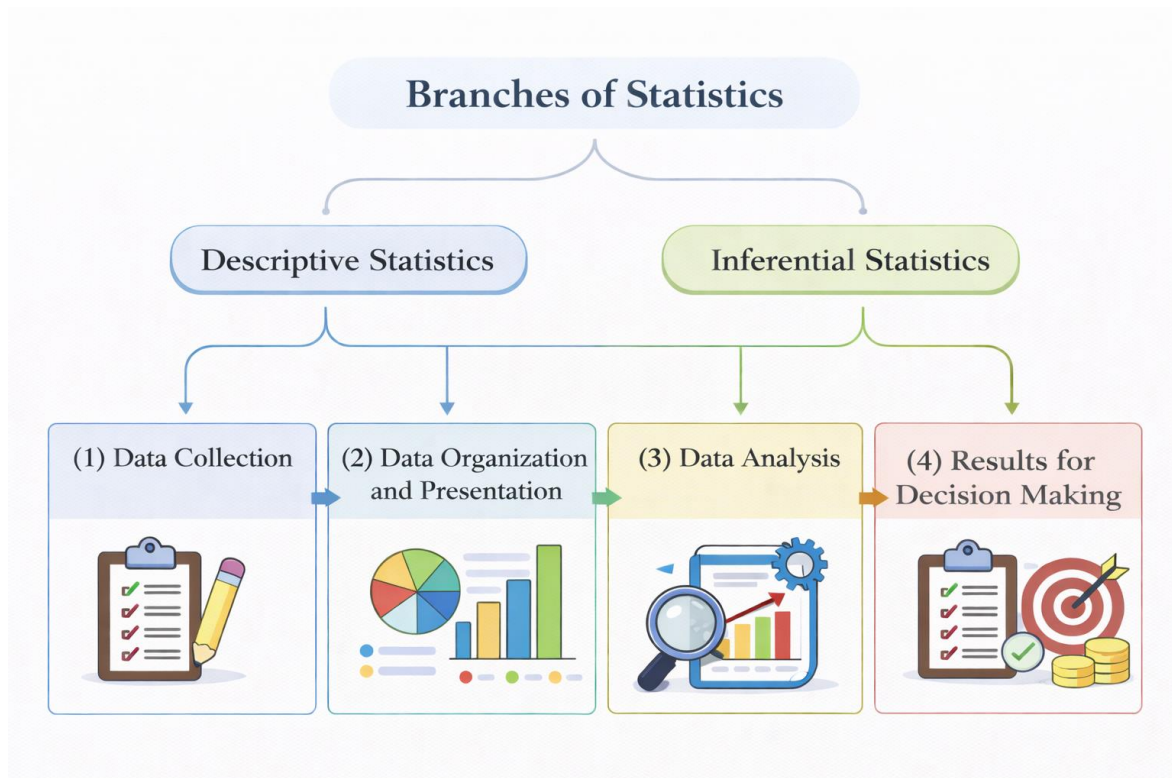 Branches of Statistics
Descriptive Statistics
Inferential Statistics
(1) Data Collection
(2) Data Organization
and Presentation
(3) Data Analysis
(4) Results for
Decision Making